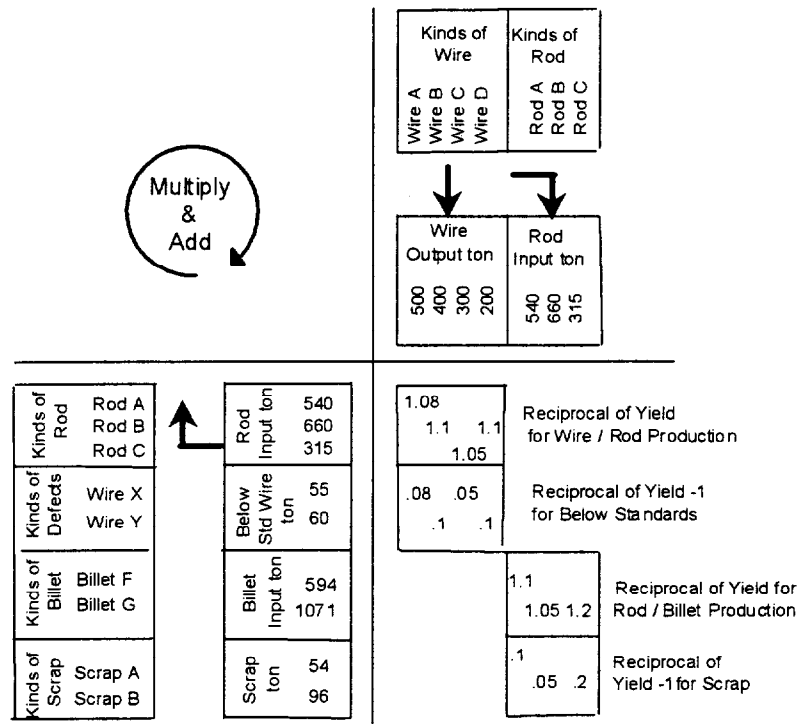 Kinds of Wire
Kinds of Rod
Wire A
Wire B
Wire C
Wire D
Rod A
Rod B
Rod C
Multiply
&
Add
Wire
Output ton
Rod
Input ton
500
400
300
200
540
660
315
Kinds of
Rod
Rod A
Rod B
Rod C
Rod
Input ton
540
660
315
1.08
1.1 1.1
1.05
Reciprocal of Yield
for Wire / Rod Production
Kinds of
Defects
Wire X
Wire Y
Below
Std Wire
ton
55
60
.08 .05
.1 .1
Reciprocal of Yield -1
for Below Standards
Kinds of
Billet
Billet F
Billet G
Billet
Input ton
594
1071
1.1
1.05 1.2
Reciprocal of Yield for
Rod / Billet Production
Kinds of
Scrap
Scrap A
Scrap B
Scrap
ton
54
96
.1
.05 .2
Reciprocal of
Yield -1for Scrap